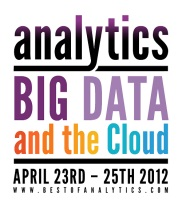 analytics
BIG DATA
and the Cloud
APRIL 23RD – 25TH 2012
WWW.BESTOFANALYTICS.COM